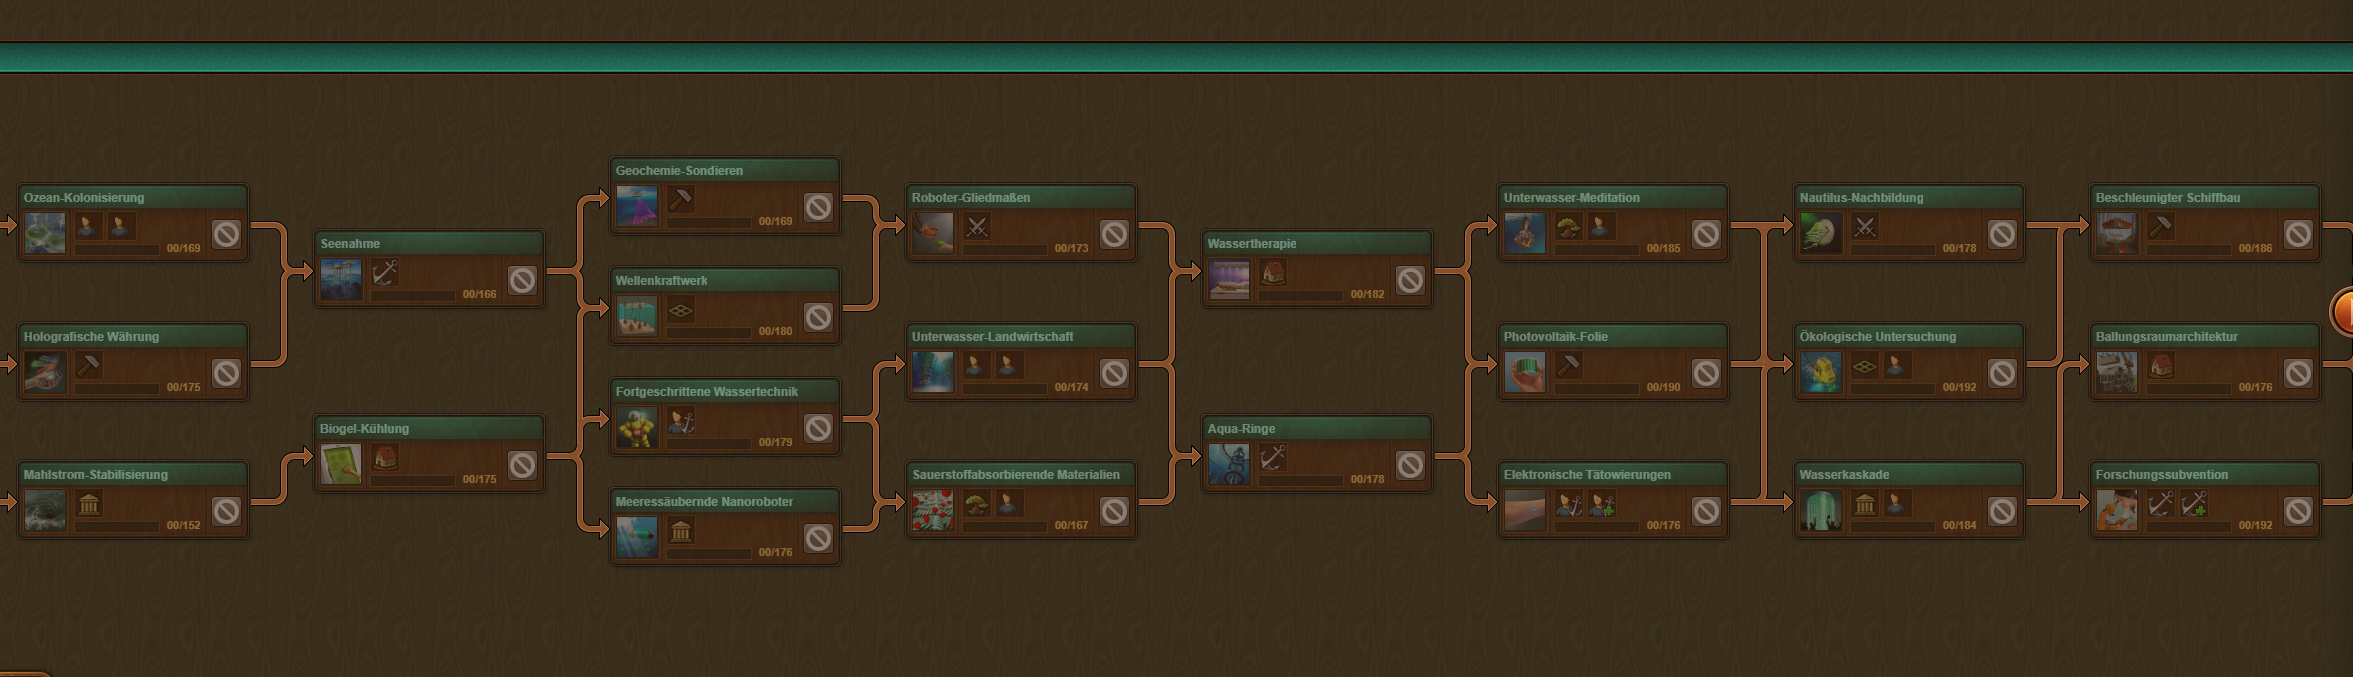 Ozean-Kolonisierung
00/169
Holografische Währung
00/175
Mahlstrom-Stabilisierung
00/152
Seenahme
00/166
Biogel-Kühlung
00/175
Geochemie-Sondieren
00/169
Wellenkraftwerk
00/180
Fortgeschrittene Wassertechnik
00/179
Meeressäubernde Nanoroboter
00/176
Roboter-Gliedmaßen
00/173
Unterwasser-Landwirtschaft
00/174
Sauerstoffabsorbierende Materialien
00/167
Wassertherapie
00/182
Aqua-Ringe
00/178
Unterwasser-Meditation
00/185
Photovoltaik-Folie
00/190
Elektronische Tätowierungen
00/176
Nautilus-Nachbildung
00/178
Ökologische Untersuchung
00/192
Wasserkaskade
00/184
Beschleunigter Schiffbau
00/186
Ballungsraumarchitektur
00/176
Forschungssubvention
00/192